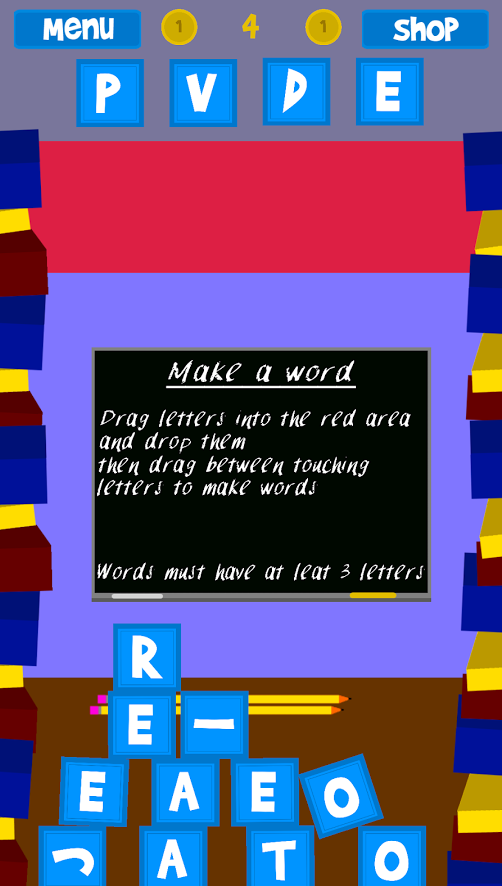 Menu 1 4 1 Shop
P V D E
Make a word
Drag letters into the red area
and drop them
then drag between touching
letters to make words
Words must have at leat 3 letters
R
E I
E A E O
J A T O